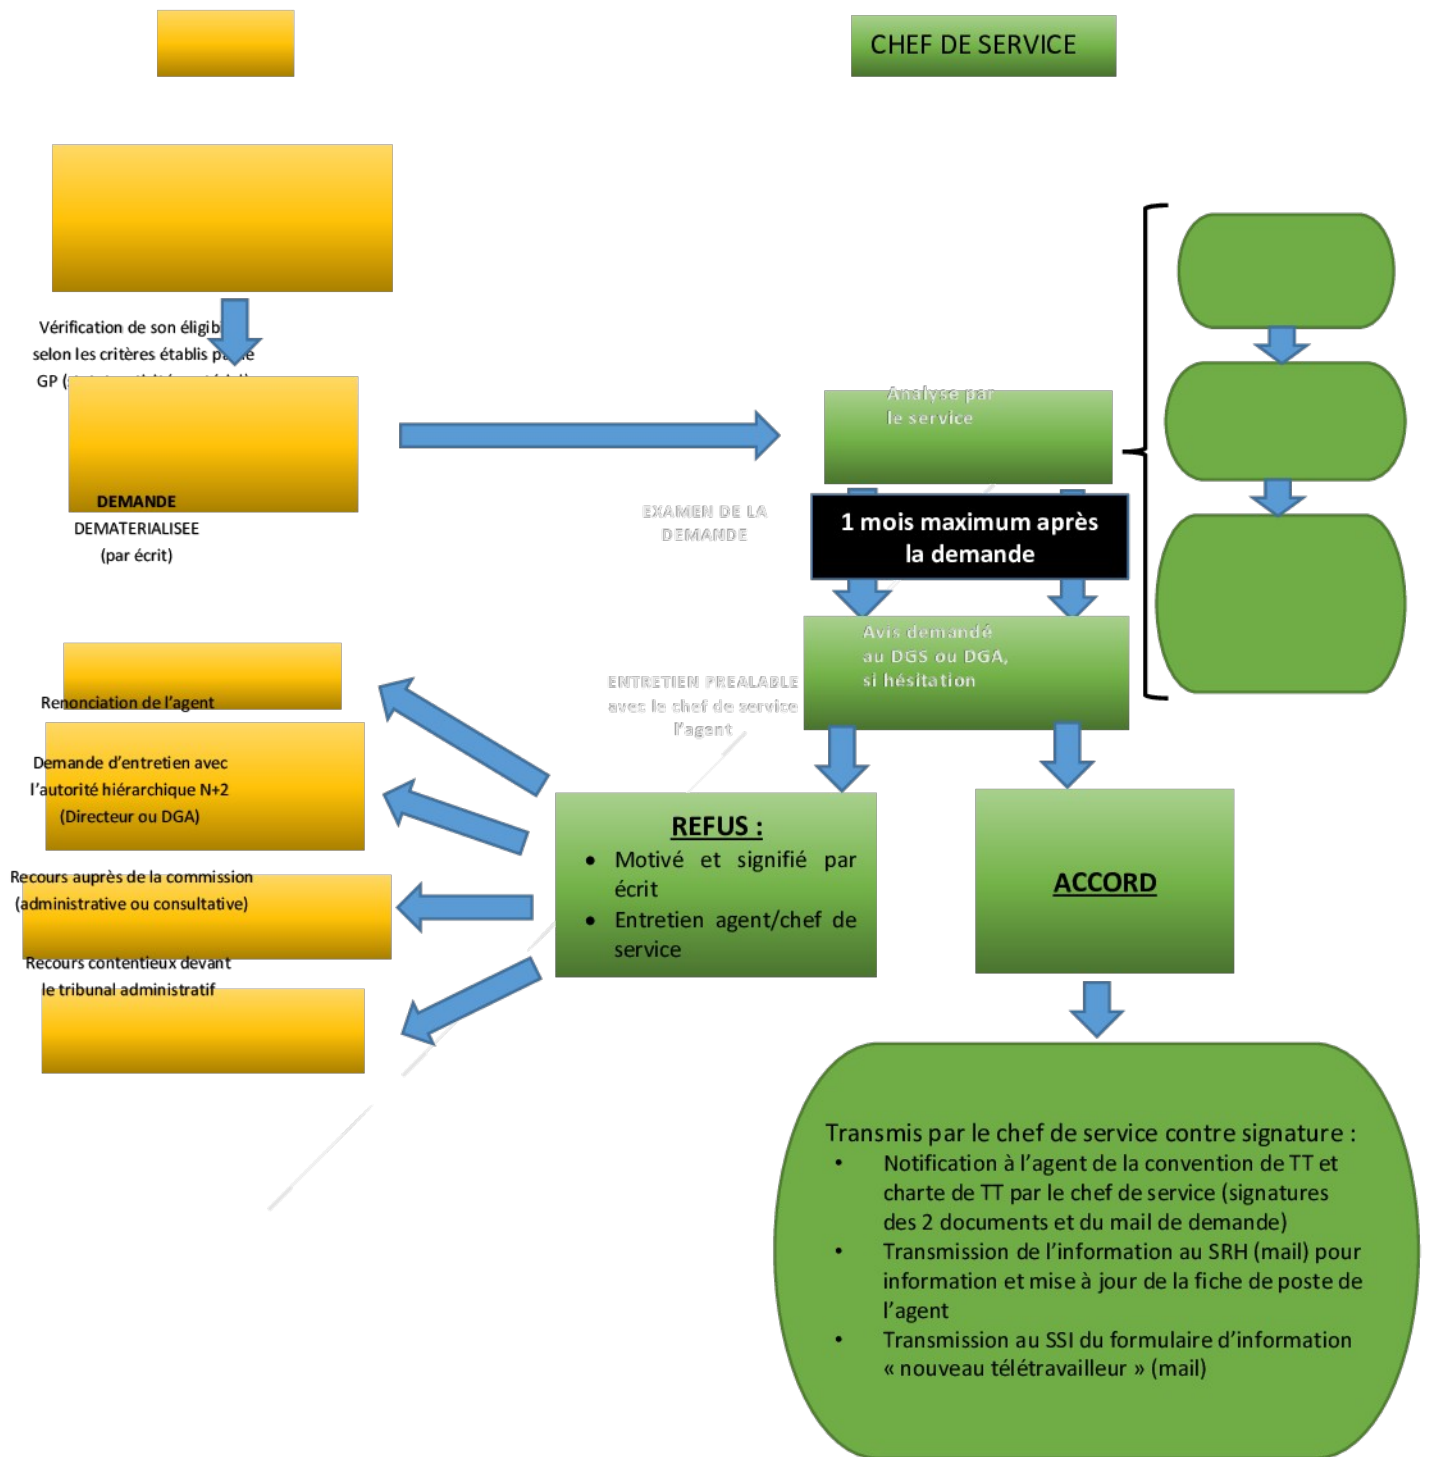 CHEF DE SERVICE
Vérification de son éligibi
selon les critères établis pa le
GP (
Analyse par
le service
DEMANDE
DEMATERIALISEE
(par écrit)
EXAMEN DE LA
DEMANDE
1 mois maximum après
la demande
Avis demandé
au DGS ou DGA,
si hésitation
ENTRETIEN PREALABLE
avec le chef de service
l'agent
Renonciation de l'agent
Demande d'entretien avec
l'autorité hiérarchique N+2
(Directeur ou DGA)
Recours auprès de la commission
(administrative ou consultative)
Recours contentieux devant
le tribunal administratif
REFUS :
• Motivé et signifié par
écrit
• Entretien agent/chef de
service
ACCORD
Transmis par le chef de service contre signature :
• Notification à l'agent de la convention de TT et
charte de TT par le chef de service (signatures
des 2 documents et du mail de demande)
• Transmission de l'information au SRH (mail) pour
information et mise à jour de la fiche de poste de
l'agent
• Transmission au SSI du formulaire d'information
« nouveau télétravailleur » (mail)